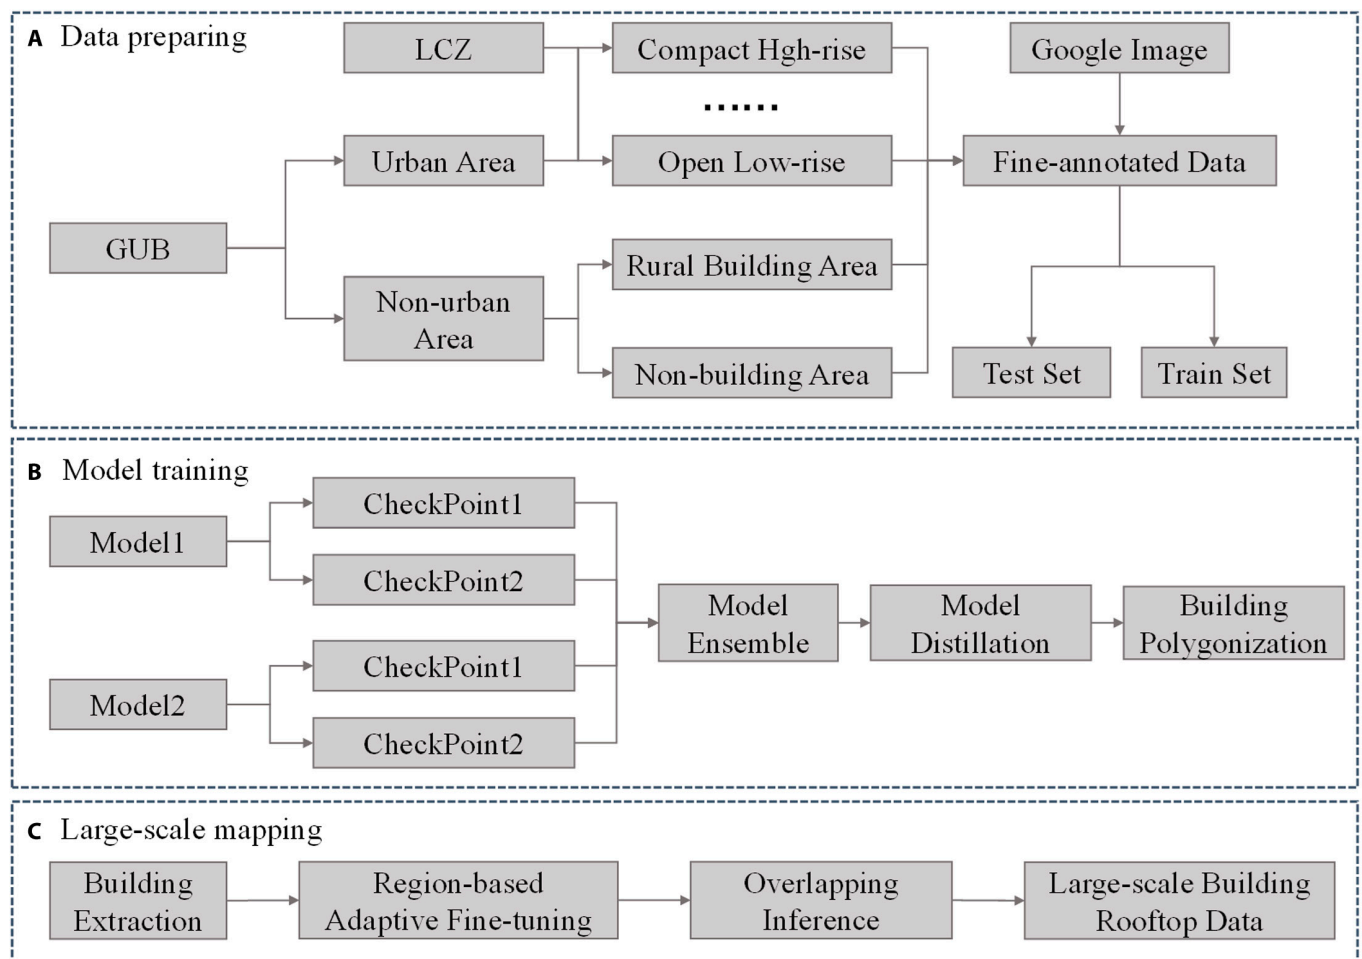 A Data preparing
LCZ
Compact Hgh-rise
Google Image
......
Urban Area
Open Low-rise
Fine-annotated Data
GUB
Rural Building Area
Non-urban
Area
Non-building Area
Test Set
Train Set
B Model training
Model1
CheckPoint1
CheckPoint2
Model2
CheckPoint1
CheckPoint2
Model
Ensemble
Model
Distillation
Building
Polygonization
C Large-scale mapping
Building
Extraction
Region-based
Adaptive Fine-tuning
Overlapping
Inference
Large-scale Building
Rooftop Data